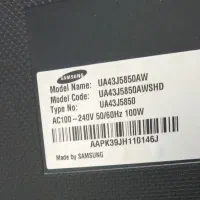 SAMSUNG
Model Name: UA43J5850AW
Model Code: UA43J5850AWSHD
Type No: UA43J5850
AC100-240V 50/60Hz 100W
AAPK39JH110146J
Made by SAMSUNG